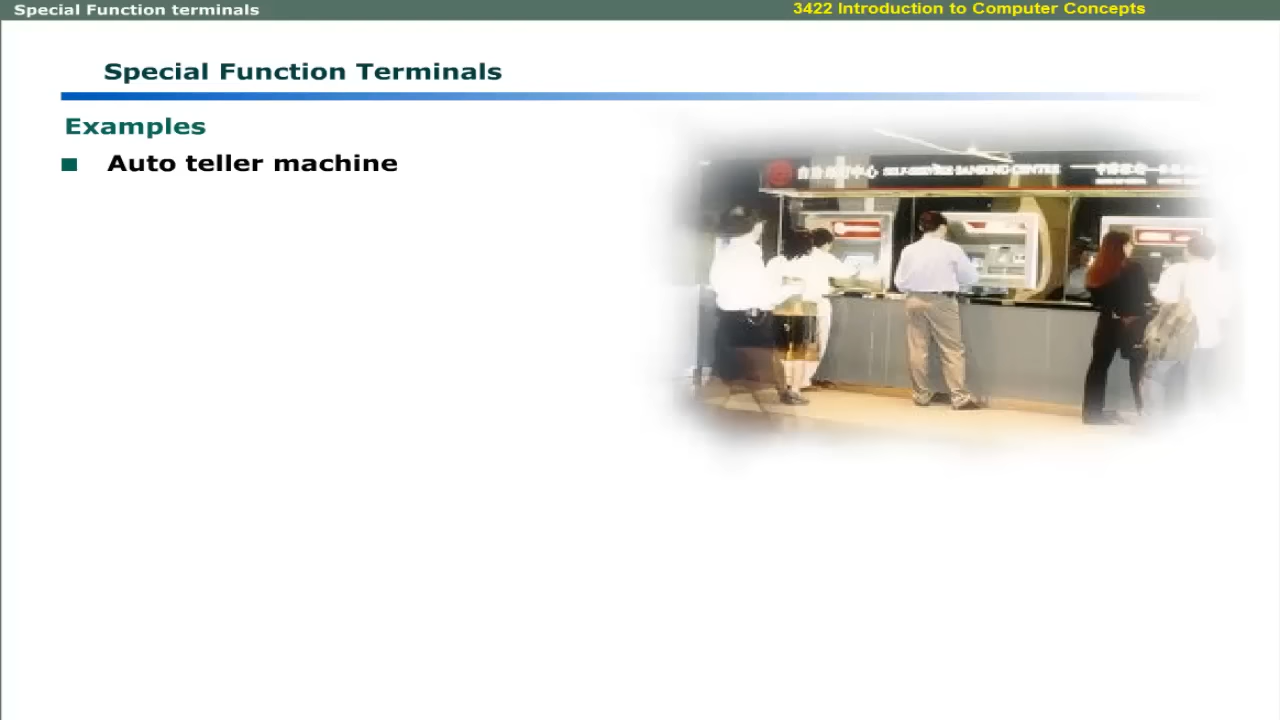 Special Function terminals
3422 Introduction to Computer Concepts
Special Function Terminals
Examples
Auto teller machine
SELF-SERVICE BANKING CENTRE